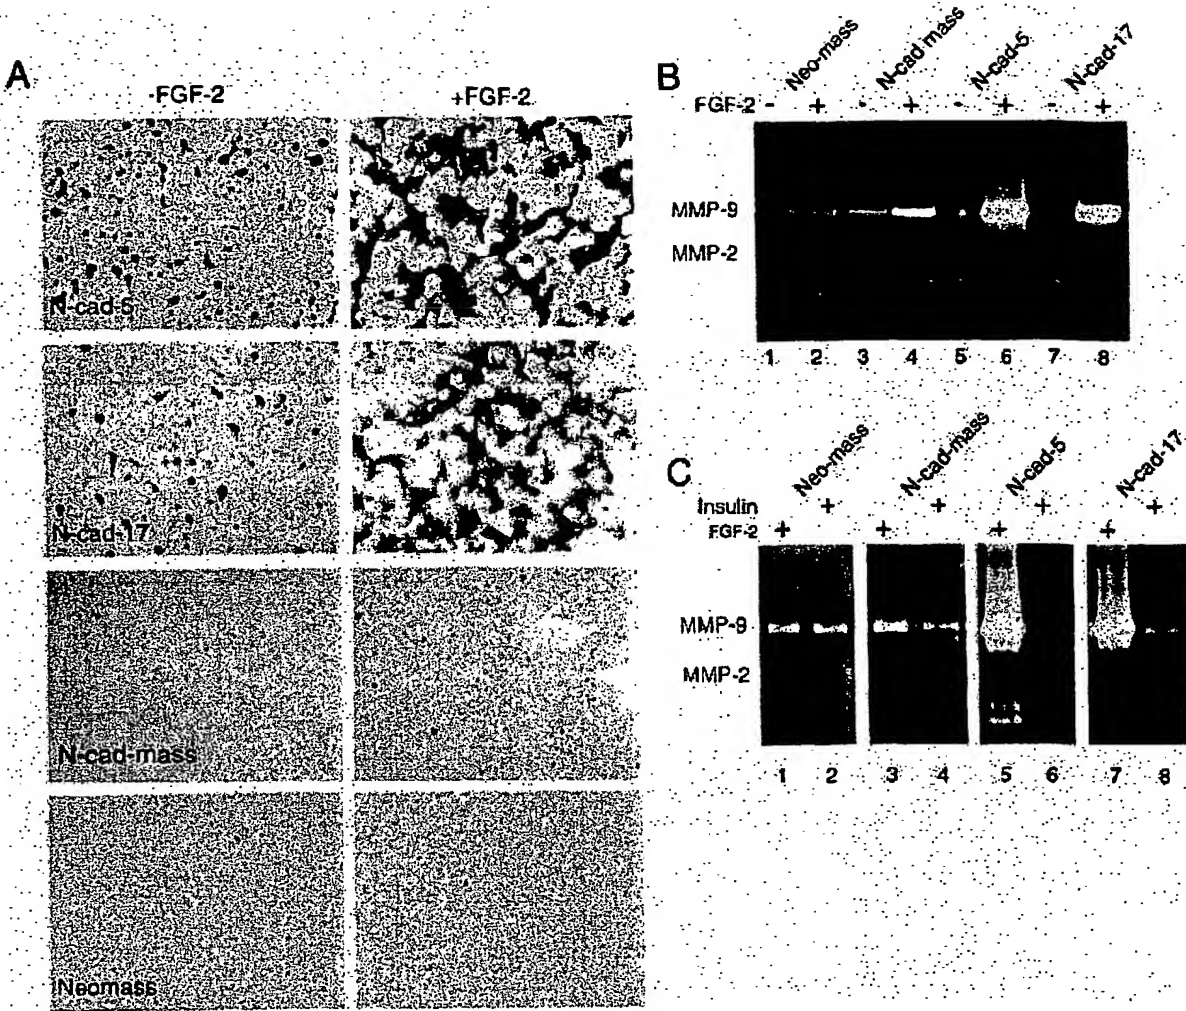 A
-FGF-2 +FGF-2
N-cad-5
N-cad-17
N-cad-mass
Neomass
B
Neo-mass N-cad mass N-cad-5 N-cad-17
FGF-2 - + - + - + - +
MMP-9
MMP-2
1 2 3 4 5 6 7 8
C
Neo-mass N-cad-mass N-cad-5 N-cad-17
Insulin + + + +
FGF-2 + + + +
MMP-9
MMP-2
1 2 3 4 5 6 7 8